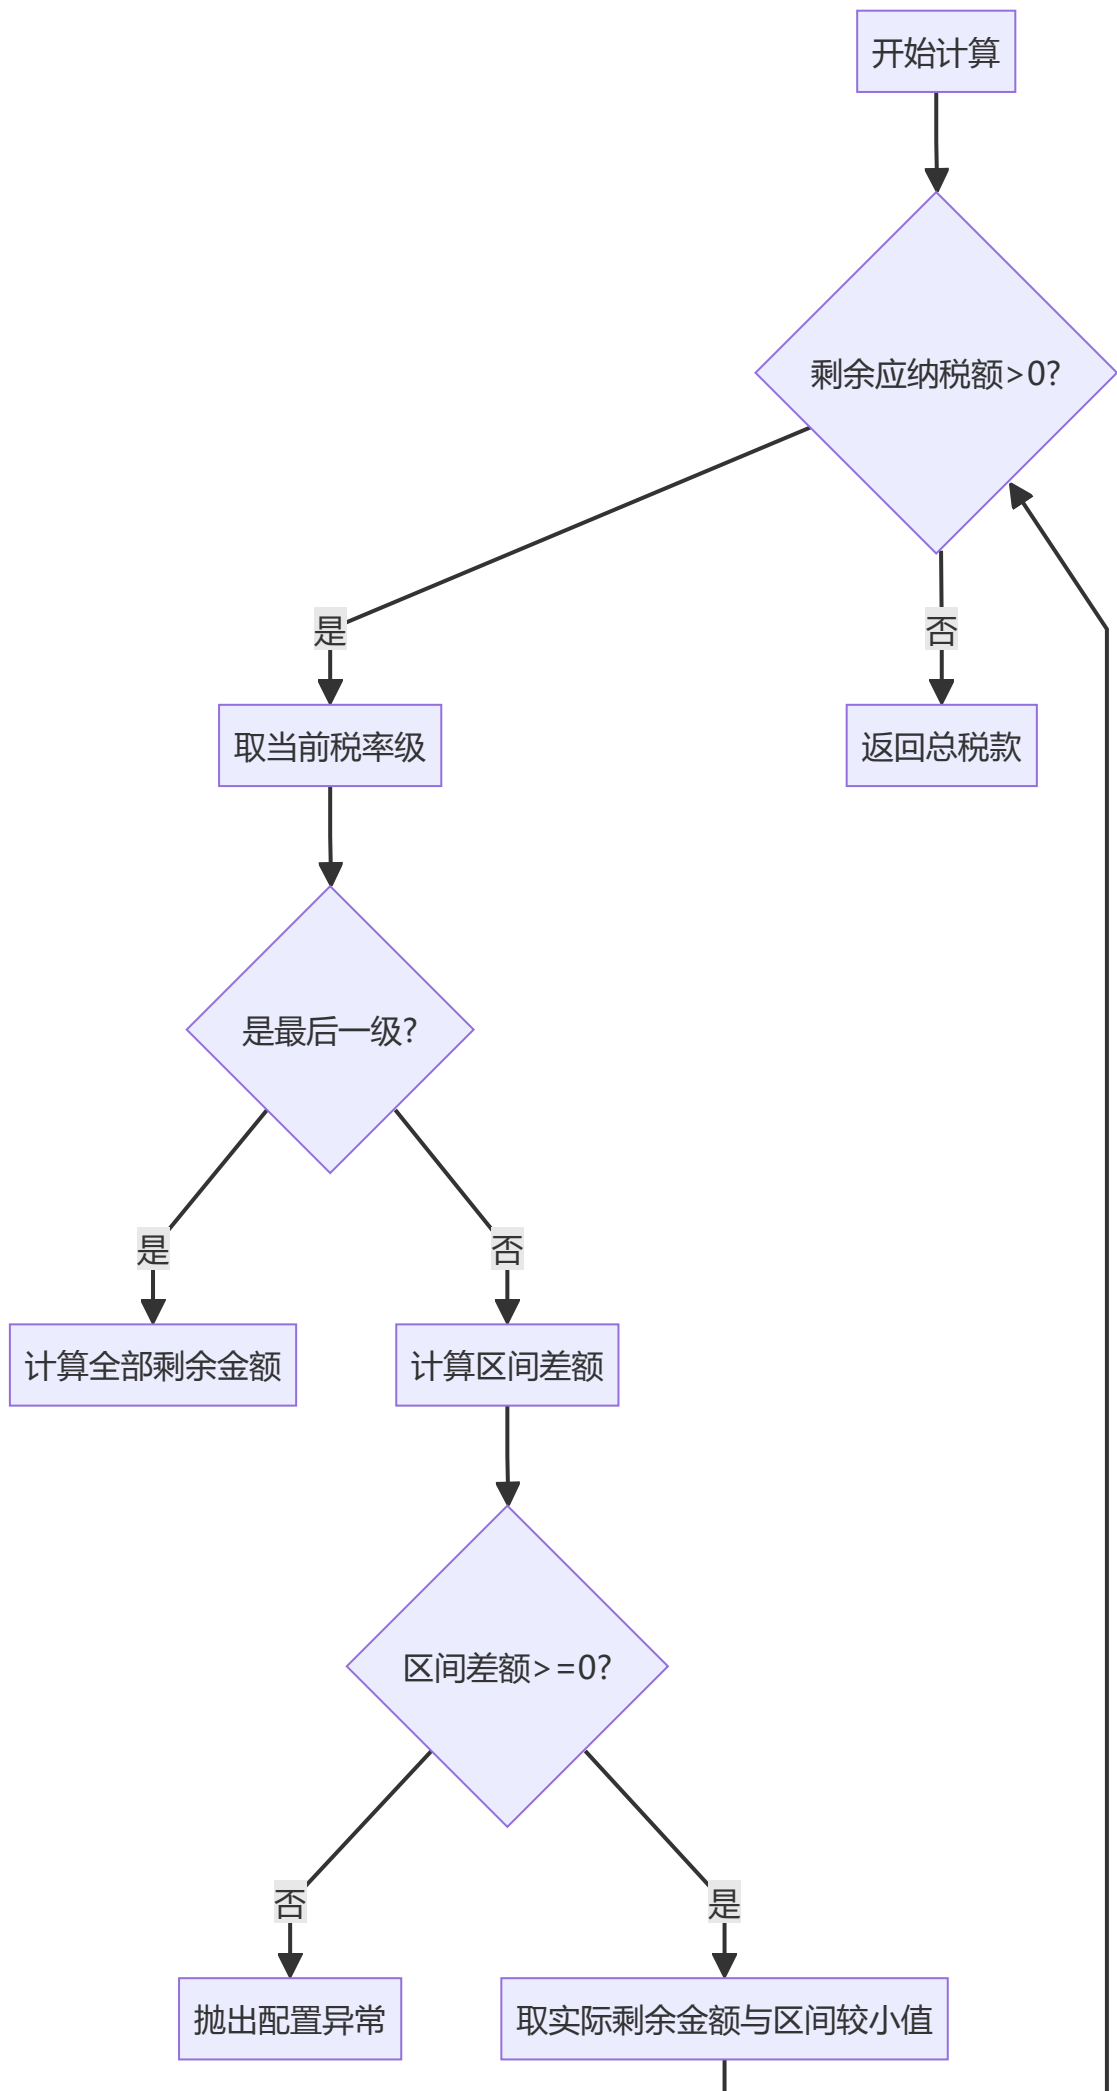 开始计算
剩余应纳税额>0?
是
否
取当前税率级
返回总税款
是最后一级?
是
否
计算全部剩余金额
计算区间差额
区间差额>=0?
否
是
抛出配置异常
取实际剩余金额与区间较小值